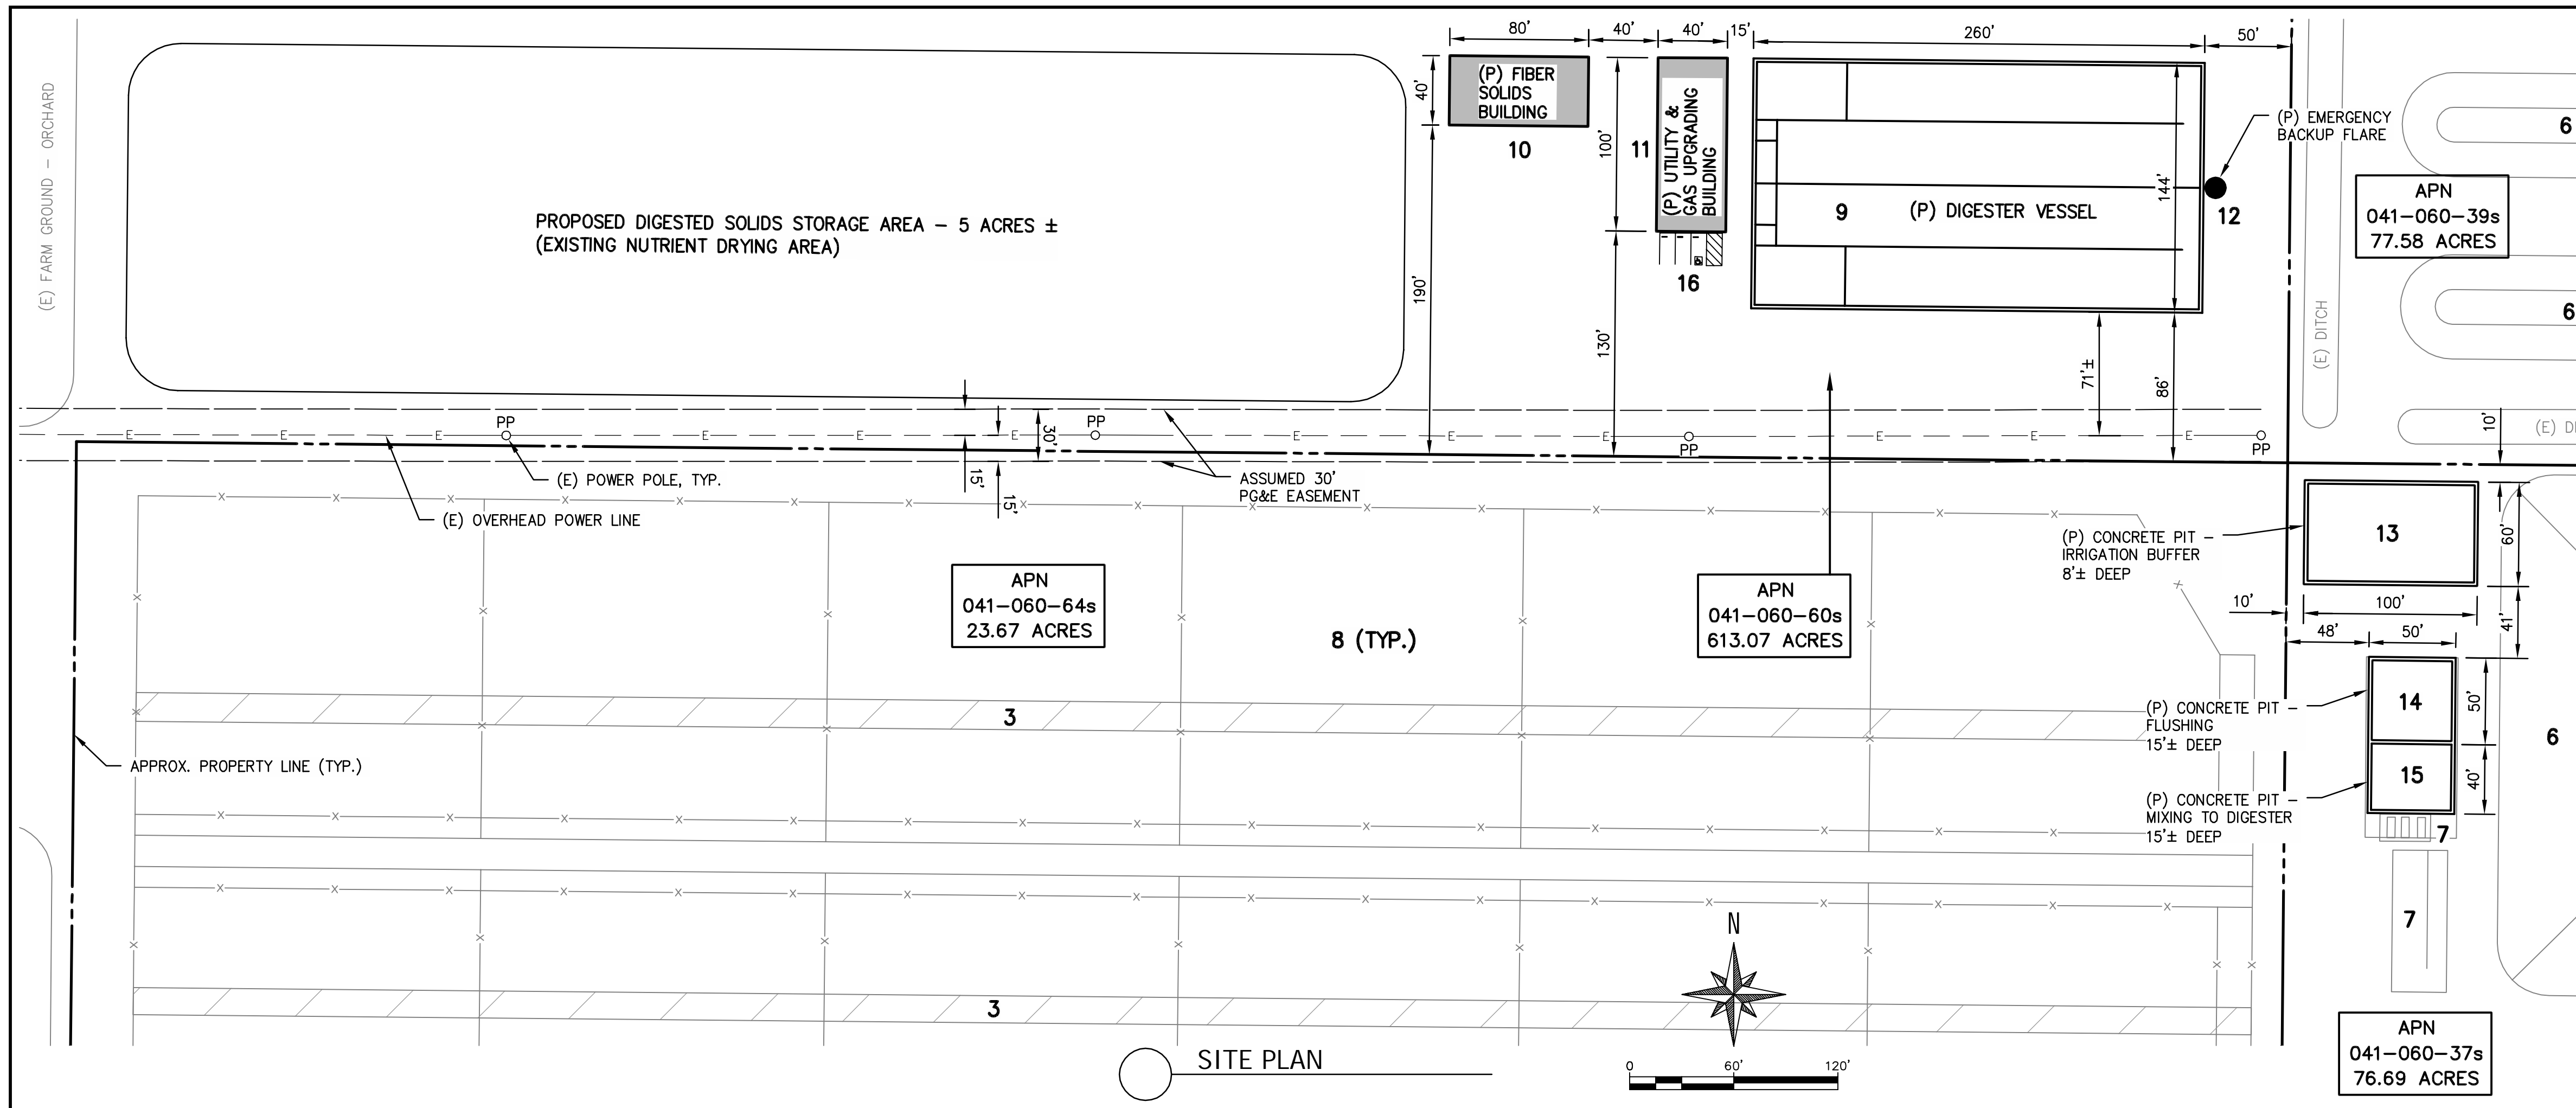 80'
40'
40'
15'
260'
50'
(E) FARM GROUND - ORCHARD
40'
(P) FIBER
SOLIDS
BUILDING
10
190'
100'
11
(P) UTILITY &
GAS UPGRADING
BUILDING
16
130'
9
(P) DIGESTER VESSEL
144'
12
(P) EMERGENCY
BACKUP FLARE
6
APN
041-060-39s
77.58 ACRES
6
(E) DITCH
PROPOSED DIGESTED SOLIDS STORAGE AREA - 5 ACRES ±
(EXISTING NUTRIENT DRYING AREA)
71'±
86'
10'
(E) D
E
E
E
PP
E
E
E
30'
PP
E
E
E
PP
E
E
E
PP
15'
15'
(E) POWER POLE, TYP.
(E) OVERHEAD POWER LINE
ASSUMED 30'
PG&E EASEMENT
APN
041-060-64s
23.67 ACRES
8 (TYP.)
APN
041-060-60s
613.07 ACRES
(P) CONCRETE PIT -
IRRIGATION BUFFER
8'± DEEP
13
60'
10'
100'
41'
48'
50'
(P) CONCRETE PIT -
FLUSHING
15'± DEEP
14
50'
6
3
APPROX. PROPERTY LINE (TYP.)
(P) CONCRETE PIT -
MIXING TO DIGESTER
15'± DEEP
15
40'
7
7
3
N
SITE PLAN
0
60'
120'
APN
041-060-37s
76.69 ACRES